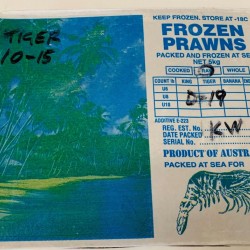 TIGER
10-15
KEEP FROZEN. STORE AT -18C
FROZEN
PRAWNS
PACKED AND FROZEN AT SEA
NET 5kg
COOKED
WHOLE
COUNT % KING TIGER BANANA
U6
U8
U10
D-19
ADDITIVE E-223
REG. EST. No.
DATE PACKED KW
SERIAL No.
PRODUCT OF AUSTR
PACKED AT SEA FOR